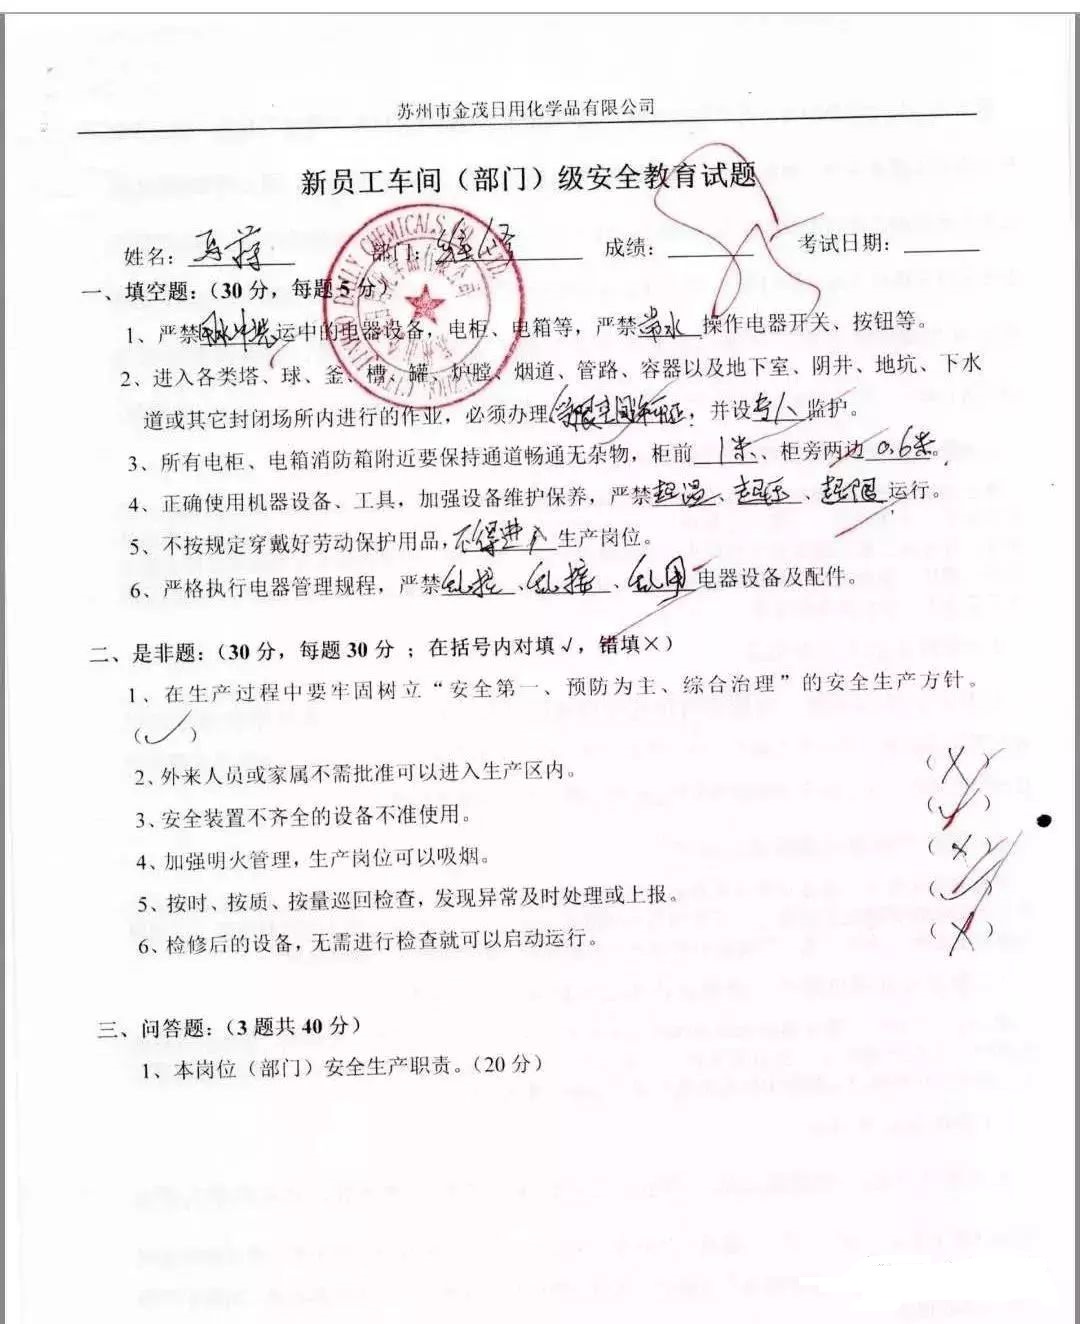 苏州市金茂日用化学品有限公司
新员工车间（部门）级安全教育试题
姓名： 部门：维修 成绩： 考试日期：
一、填空题：（30 分，每题 5 分）
1、严禁用水冲洗运中的电器设备，电柜、电箱等，严禁带水操作电器开关、按钮等。
2、进入各类塔、球、釜、槽、罐、炉膛、烟道、管路、容器以及地下室、阴井、地坑、下水
道或其它封闭场所内进行的作业，必须办理，并设专人监护。
3、所有电柜、电箱消防箱附近要保持通道畅通无杂物，柜前1米、柜旁两边0.6米。
4、正确使用机器设备、工具，加强设备维护保养，严禁超温、超压、超限运行。
5、不按规定穿戴好劳动保护用品，不得进入生产岗位。
6、严格执行电器管理规程，严禁乱拉、乱接、乱用电器设备及配件。
二、是非题：（30 分，每题 30 分 ；在括号内对填 √，错填×）
1、在生产过程中要牢固树立“安全第一、预防为主、综合治理”的安全生产方针。
（✓）
2、外来人员或家属不需批准可以进入生产区内。（×）
3、安全装置不齐全的设备不准使用。（✓）
4、加强明火管理，生产岗位可以吸烟。（×）
5、按时、按质、按量巡回检查，发现异常及时处理或上报。（✓）
6、检修后的设备，无需进行检查就可以启动运行。（×）
三、问答题：（3 题共 40 分）
1、本岗位（部门）安全生产职责。（20 分）